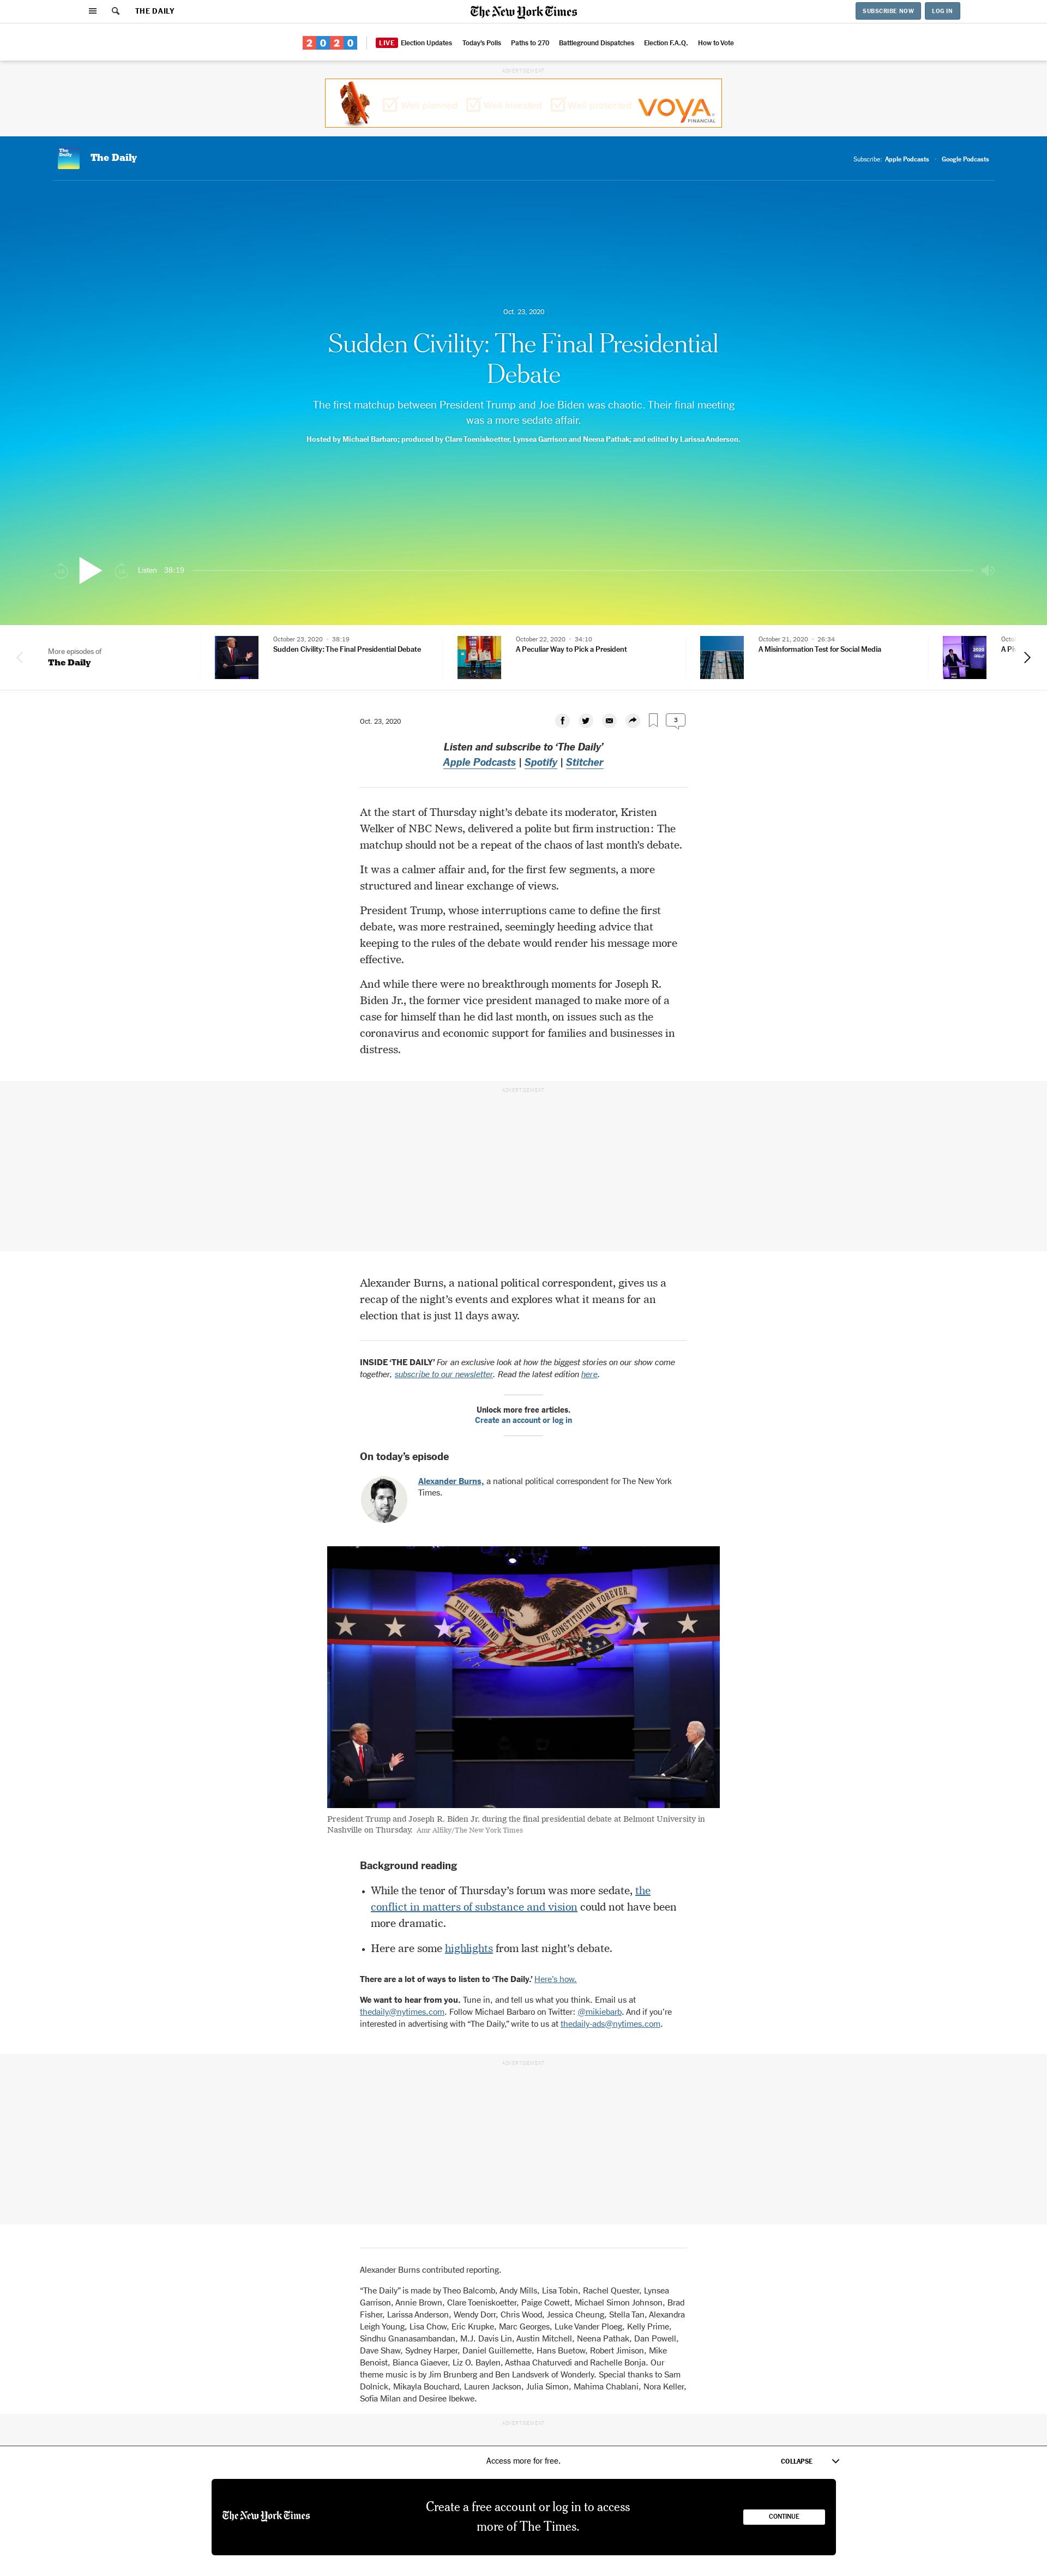 THE DAILY
The New York Times
SUBSCRIBE NOW
LOG IN
2020
LIVE Election Updates
Today's Polls
Paths to 270
Battleground Dispatches
Election F.A.Q.
How to Vote
ADVERTISEMENT
Well planned
Well invested
Well protected
VOYA
FINANCIAL
The Daily
The Daily
Subscribe: Apple Podcasts
Google Podcasts
Oct. 23, 2020
Sudden Civility: The Final Presidential
Debate
The first matchup between President Trump and Joe Biden was chaotic. Their final meeting
was a more sedate affair.
Hosted by Michael Barbaro; produced by Clare Toeniskoetter, Lynsea Garrison and Neena Pathak; and edited by Larissa Anderson.
Listen 38:19
More episodes of
The Daily
October 23, 2020 • 38:19
Sudden Civility: The Final Presidential Debate
October 22, 2020 • 34:10
A Peculiar Way to Pick a President
October 21, 2020 • 26:34
A Misinformation Test for Social Media
Oct. 23, 2020
3
Listen and subscribe to ‘The Daily’
Apple Podcasts | Spotify | Stitcher
At the start of Thursday night’s debate its moderator, Kristen
Welker of NBC News, delivered a polite but firm instruction: The
matchup should not be a repeat of the chaos of last month’s debate.
It was a calmer affair and, for the first few segments, a more
structured and linear exchange of views.
President Trump, whose interruptions came to define the first
debate, was more restrained, seemingly heeding advice that
keeping to the rules of the debate would render his message more
effective.
And while there were no breakthrough moments for Joseph R.
Biden Jr., the former vice president managed to make more of a
case for himself than he did last month, on issues such as the
coronavirus and economic support for families and businesses in
distress.
ADVERTISEMENT
Alexander Burns, a national political correspondent, gives us a
recap of the night’s events and explores what it means for an
election that is just 11 days away.
INSIDE ‘THE DAILY’ For an exclusive look at how the biggest stories on our show come
together, subscribe to our newsletter. Read the latest edition here.
Unlock more free articles.
Create an account or log in
On today’s episode
Alexander Burns, a national political correspondent for The New York
Times.
THE UNION AND THE CONSTITUTION FOREVER.
President Trump and Joseph R. Biden Jr. during the final presidential debate at Belmont University in
Nashville on Thursday. Amr Alfiky/The New York Times
Background reading
• While the tenor of Thursday’s forum was more sedate, the
conflict in matters of substance and vision could not have been
more dramatic.
• Here are some highlights from last night’s debate.
There are a lot of ways to listen to ‘The Daily.’ Here’s how.
We want to hear from you. Tune in, and tell us what you think. Email us at
thedaily@nytimes.com. Follow Michael Barbaro on Twitter: @mikiebarb. And if you’re
interested in advertising with “The Daily,” write to us at thedaily-ads@nytimes.com.
ADVERTISEMENT
Alexander Burns contributed reporting.
“The Daily” is made by Theo Balcomb, Andy Mills, Lisa Tobin, Rachel Quester, Lynsea
Garrison, Annie Brown, Clare Toeniskoetter, Paige Cowett, Michael Simon Johnson, Brad
Fisher, Larissa Anderson, Wendy Dorr, Chris Wood, Jessica Cheung, Stella Tan, Alexandra
Leigh Young, Lisa Chow, Eric Krupke, Marc Georges, Luke Vander Ploeg, Kelly Prime,
Sindhu Gnanasambandan, M.J. Davis Lin, Austin Mitchell, Neena Pathak, Dan Powell,
Dave Shaw, Sydney Harper, Daniel Guillemette, Hans Buetow, Robert Jimison, Mike
Benoist, Bianca Giaever, Liz O. Baylen, Asthaa Chaturvedi and Rachelle Bonja. Our
theme music is by Jim Brunberg and Ben Landsverk of Wonderly. Special thanks to Sam
Dolnick, Mikayla Bouchard, Lauren Jackson, Julia Simon, Mahima Chablani, Nora Keller,
Sofia Milan and Desiree Ibekwe.
ADVERTISEMENT
Access more for free.
COLLAPSE
The New York Times
Create a free account or log in to access
more of The Times.
CONTINUE